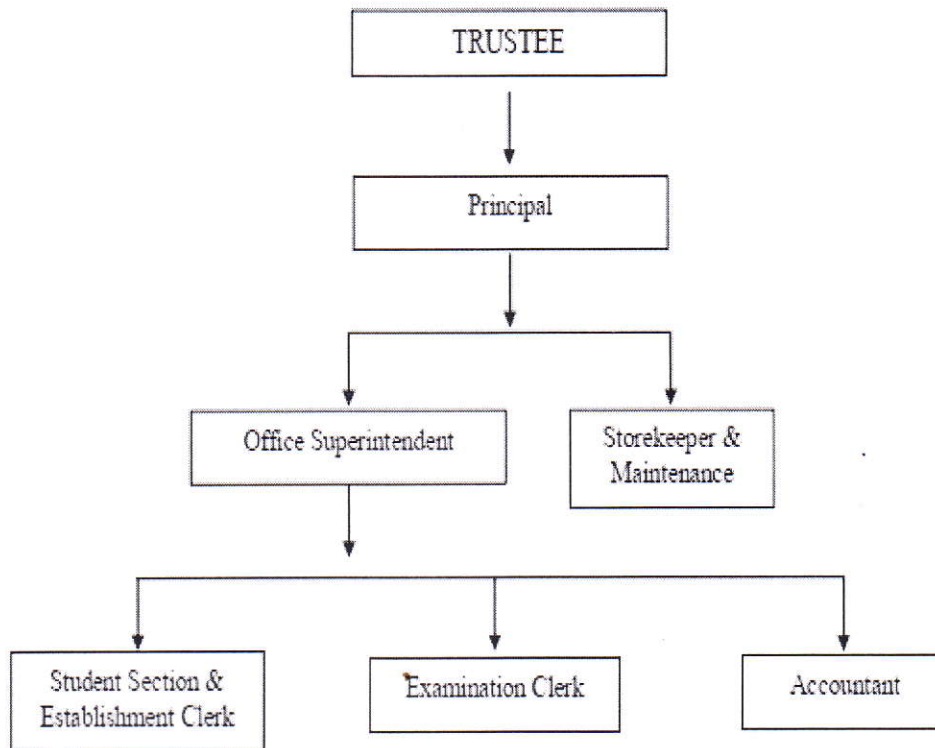 TRUSTEE
Principal
Office Superintendent
Storekeeper &
Maintenance
Student Section &
Establishment Clerk
Examination Clerk
Accountant